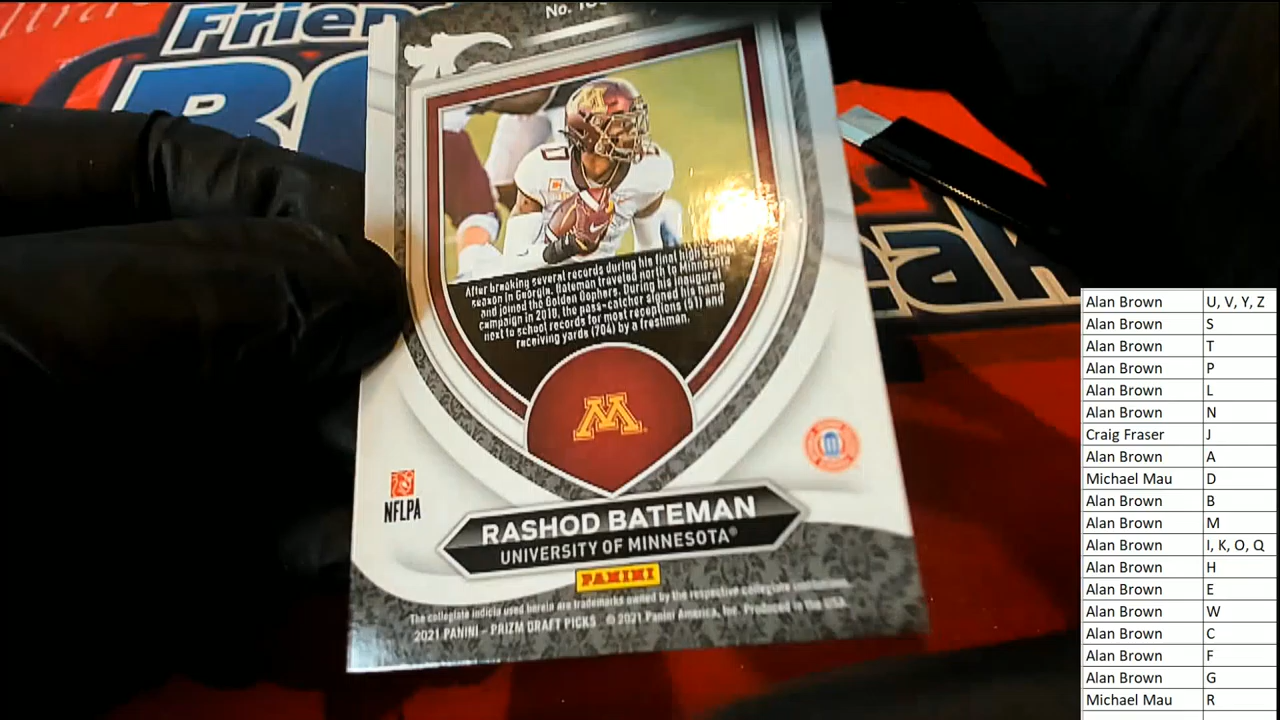 Frien
No. 1
After breaking several records during his final high school
season in Georgia, Bateman traveled north to Minnesota
and joined the Golden Gophers. During his inaugural
campaign in 2018, the pass-catcher signed his name
next to school records for most receptions (51) and
receiving yards (704) by a freshman.
M
NFLPA
RASHOD BATEMAN
UNIVERSITY OF MINNESOTA®
PANINI
The collegiate indicia used herein are trademarks owned by the respective collegiate
2021 PANINI – PRIZM DRAFT PICKS © 2021 Panini America, Inc. Produced in the USA.
eak
Alan Brown U, V, Y, Z
Alan Brown S
Alan Brown T
Alan Brown P
Alan Brown L
Alan Brown N
Craig Fraser J
Alan Brown A
Michael Mau D
Alan Brown B
Alan Brown M
Alan Brown I, K, O, Q
Alan Brown H
Alan Brown E
Alan Brown W
Alan Brown C
Alan Brown F
Alan Brown G
Michael Mau R